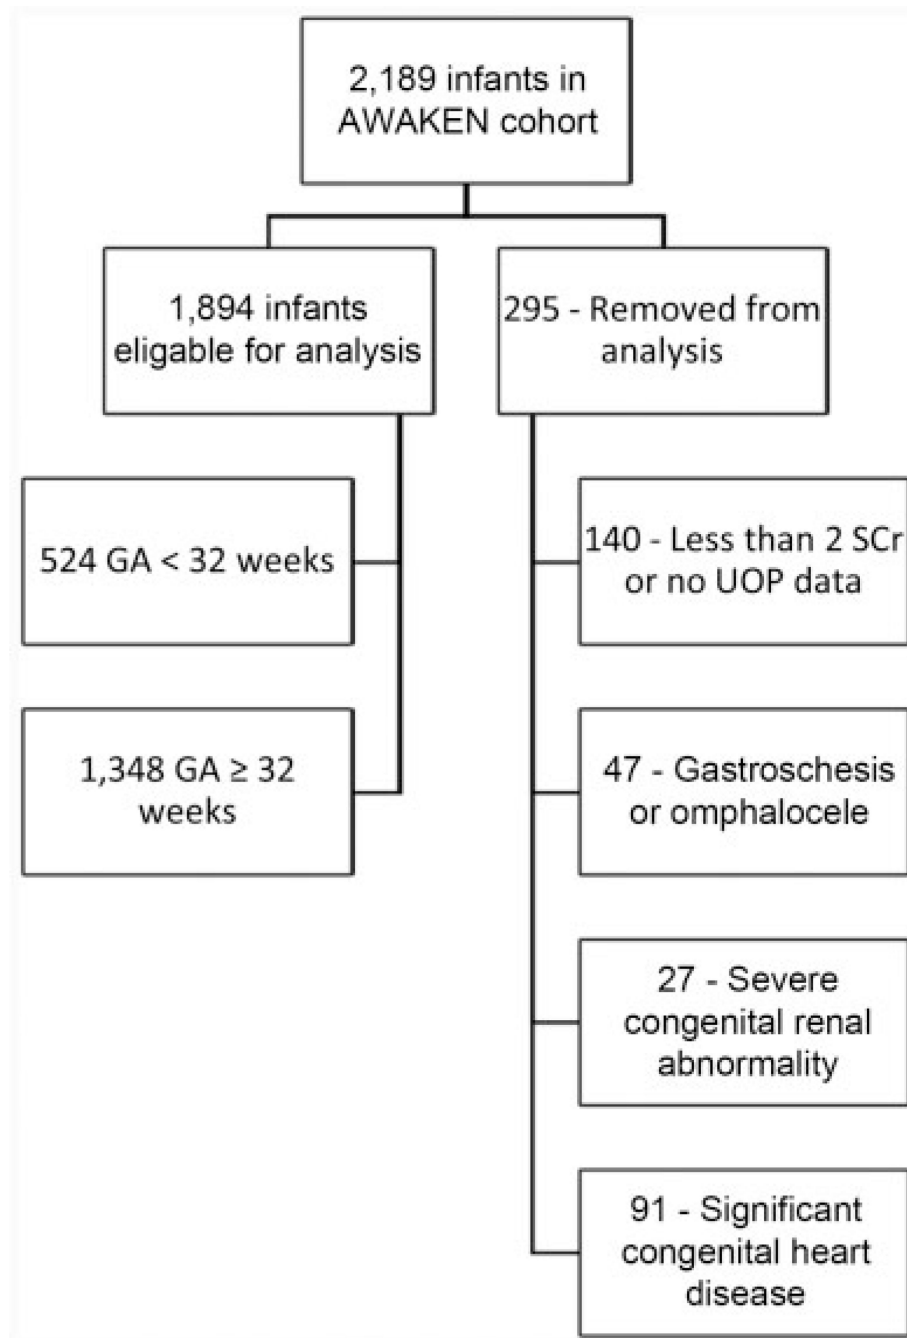 2,189 infants in
AWAKEN cohort
1,894 infants
eligable for analysis
295 - Removed from
analysis
524 GA < 32 weeks
140 - Less than 2 SCr
or no UOP data
1,348 GA ≥ 32
weeks
47 - Gastroschesis
or omphalocele
27 - Severe
congenital renal
abnormality
91 - Significant
congenital heart
disease